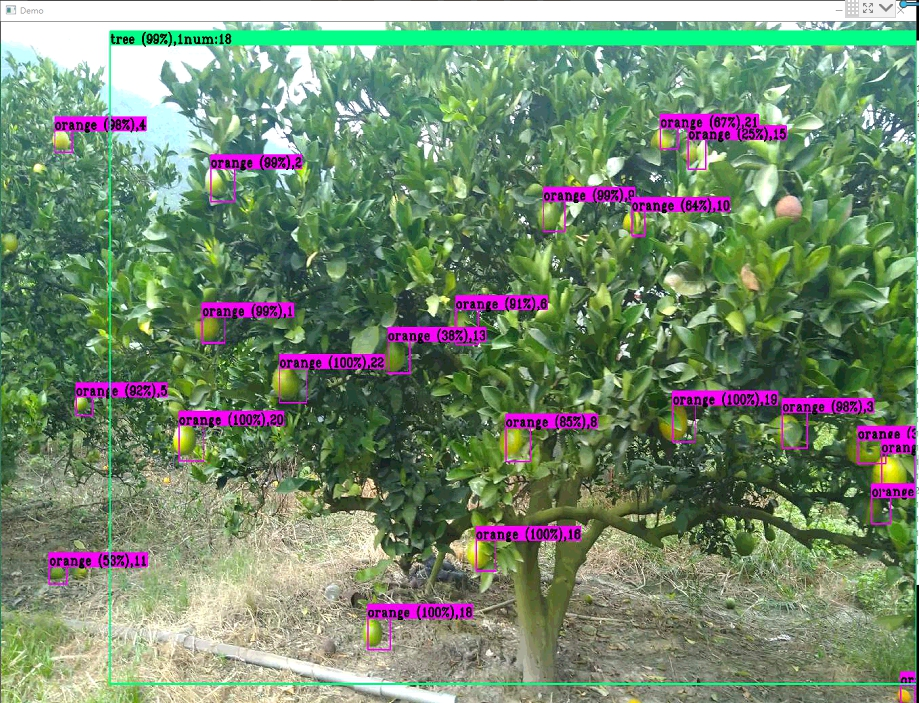 Demo
tree (99%),1num:18
orange (98%),4
orange (67%),21
orange (25%),15
orange (99%),2
orange (99%),9
orange (64%),10
orange (99%),1
orange (91%),6
orange (38%),13
orange (100%),22
orange (92%),5
orange (100%),19
orange (98%),3
orange (100%),20
orange (85%),8
orange (3
orang
orange
orange (100%),16
orange (53%),11
orange (100%),18
or